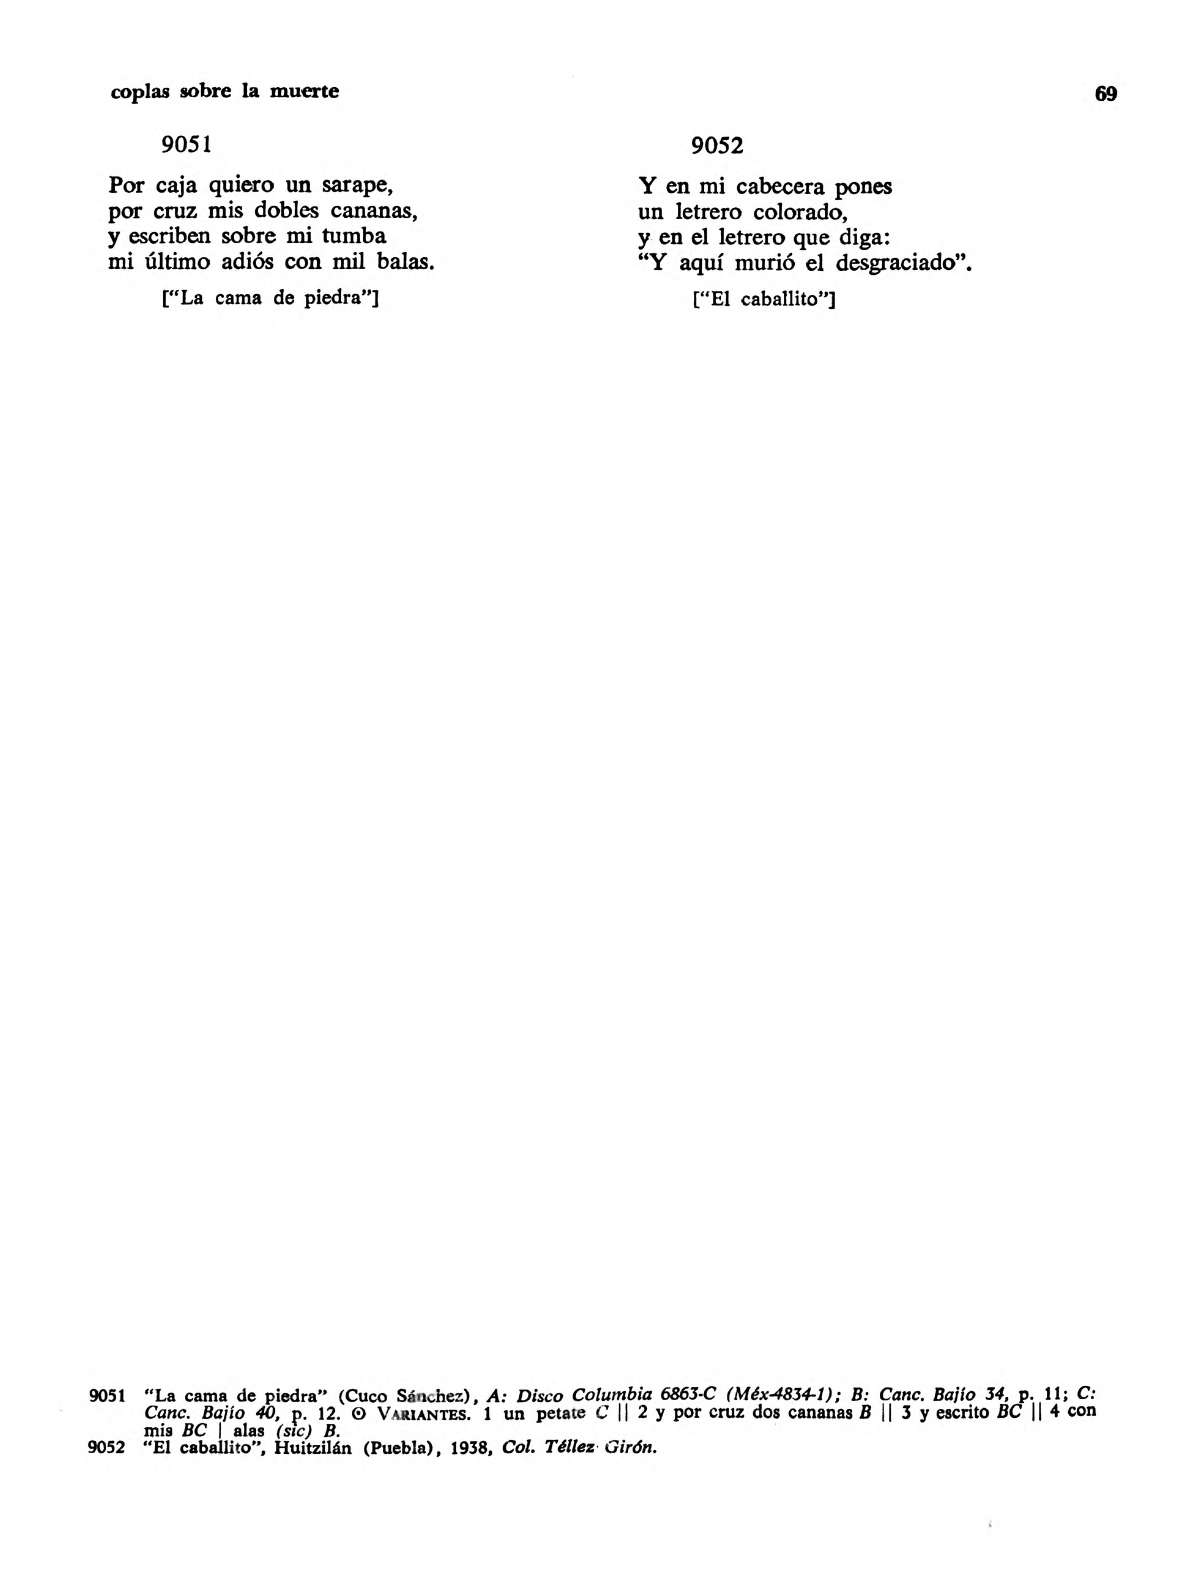 coplas sobre la muerte 69
9051
Por caja quiero un sarape,
por cruz mis dobles cananas,
y escriben sobre mi tumba
mi último adiós con mil balas.
["La cama de piedra"]
9052
Y en mi cabecera pones
un letrero colorado,
y en el letrero que diga:
“Y aquí murió el desgraciado”.
["El caballito"]
9051 "La cama de piedra" (Cuco Sánchez), A: Disco Columbia 6863-C (Méx-4834-1); B: Canc. Bajío 34, p. 11; C:
Canc. Bajío 40, p. 12. ⊙ VARIANTES. 1 un petate C || 2 y por cruz dos cananas B || 3 y escrito BC || 4 con
mis BC | alas (sic) B.
9052 "El caballito", Huitzilán (Puebla), 1938, Col. Téllez Girón.